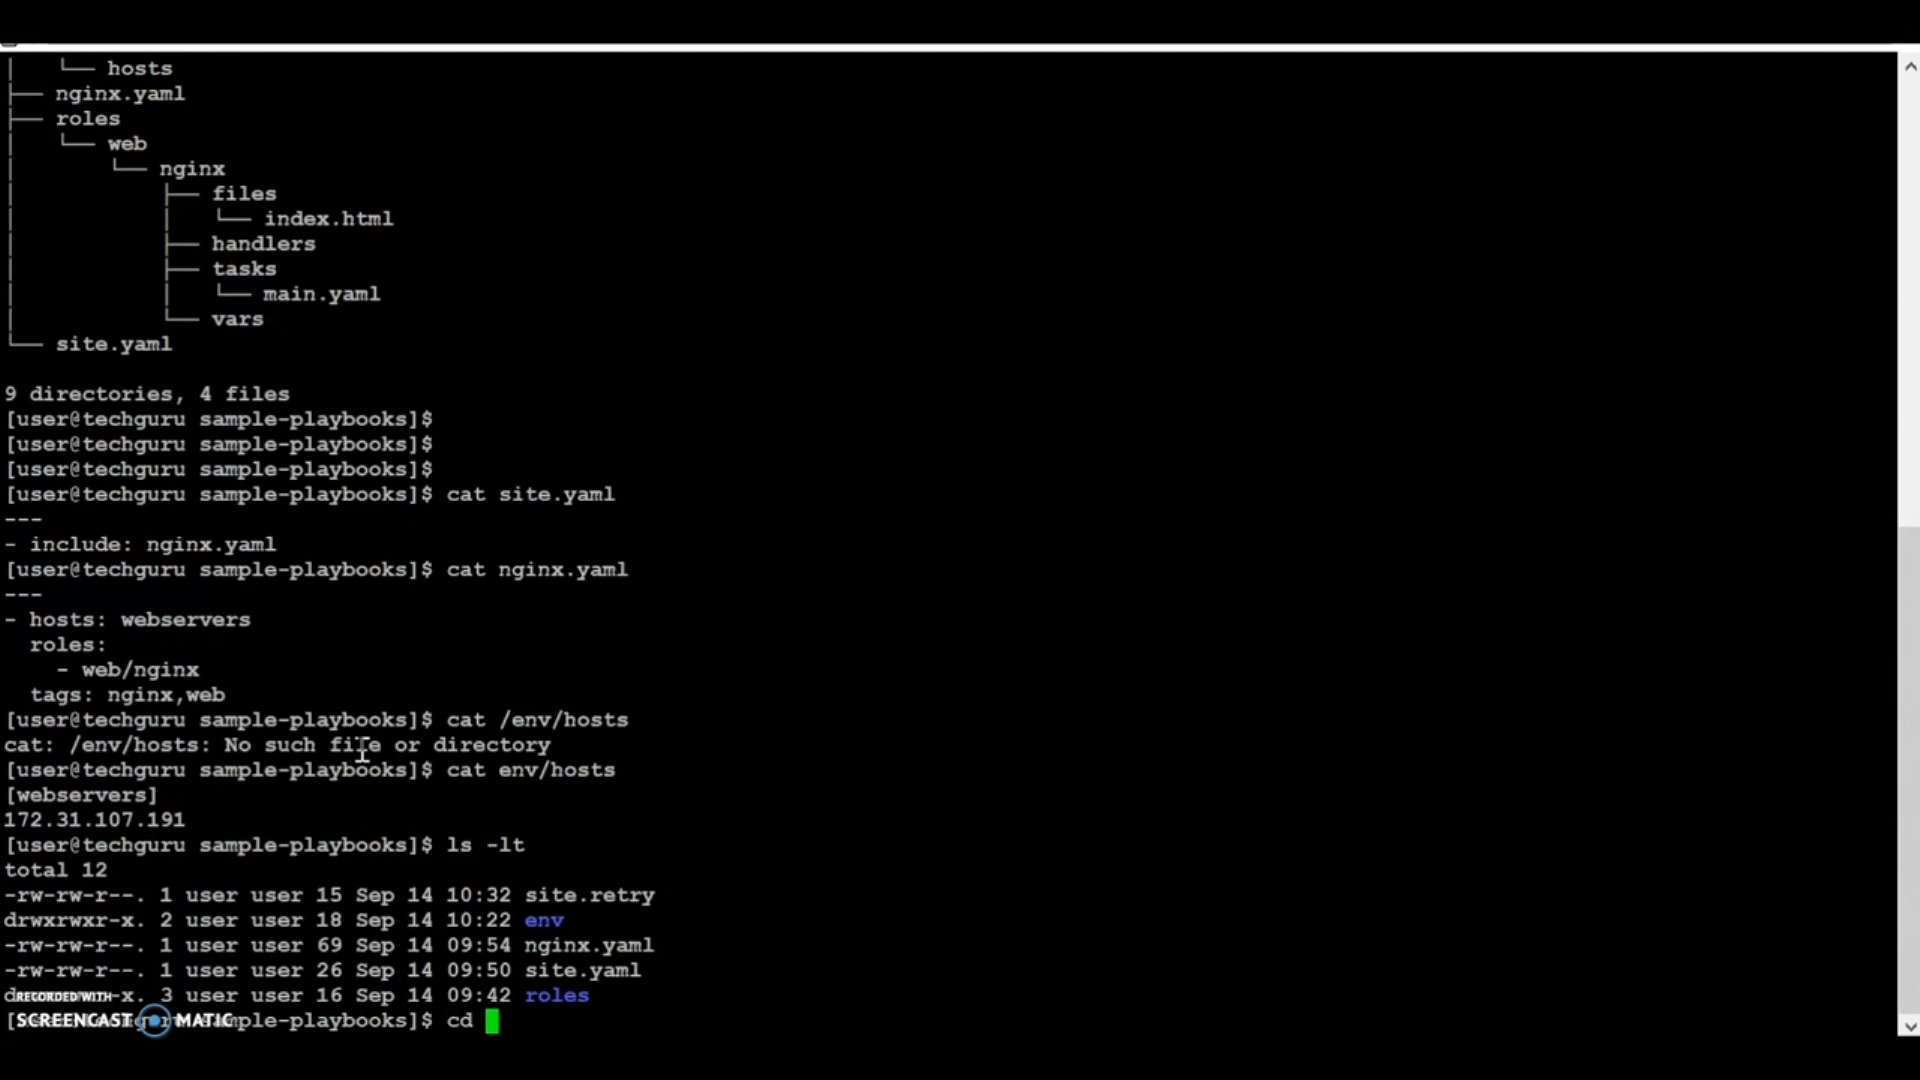 │   └── hosts
├── nginx.yaml
├── roles
│   └── web
│       └── nginx
│           ├── files
│           │   └── index.html
│           ├── handlers
│           ├── tasks
│           │   └── main.yaml
│           └── vars
└── site.yaml
9 directories, 4 files
[user@techguru sample-playbooks]$
[user@techguru sample-playbooks]$
[user@techguru sample-playbooks]$
[user@techguru sample-playbooks]$ cat site.yaml
---
- include: nginx.yaml
[user@techguru sample-playbooks]$ cat nginx.yaml
---
- hosts: webservers
  roles:
    - web/nginx
  tags: nginx,web
[user@techguru sample-playbooks]$ cat /env/hosts
cat: /env/hosts: No such file or directory
[user@techguru sample-playbooks]$ cat env/hosts
[webservers]
172.31.107.191
[user@techguru sample-playbooks]$ ls -lt
total 12
-rw-rw-r--. 1 user user 15 Sep 14 10:32 site.retry
drwxrwxr-x. 2 user user 18 Sep 14 10:22 env
-rw-rw-r--. 1 user user 69 Sep 14 09:54 nginx.yaml
-rw-rw-r--. 1 user user 26 Sep 14 09:50 site.yaml
-x. 3 user user 16 Sep 14 09:42 roles
RECORDED WITH
SCREENCAST MATIC
sample-playbooks]$ cd